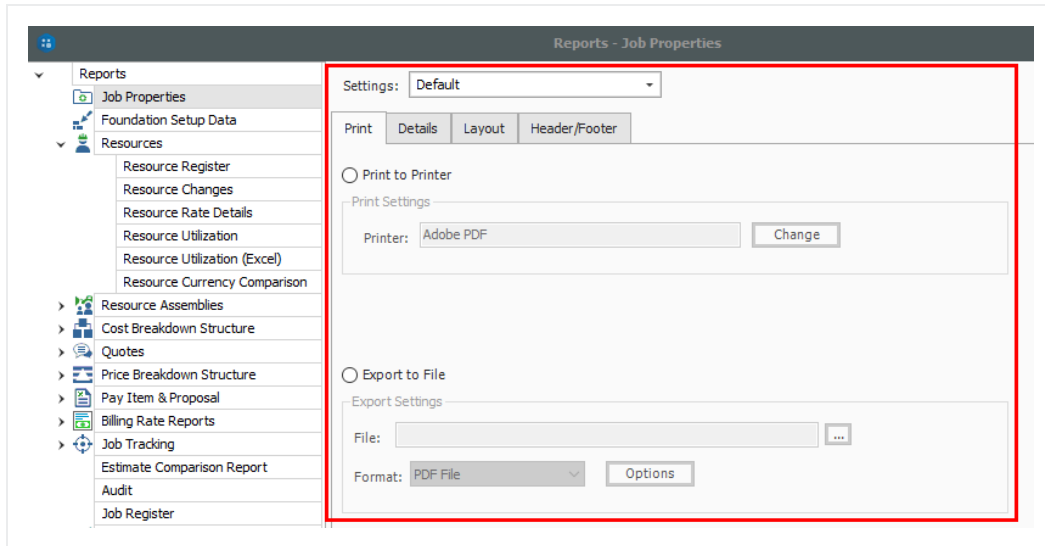 Reports - Job Properties
Reports
Job Properties
Foundation Setup Data
Resources
Resource Register
Resource Changes
Resource Rate Details
Resource Utilization
Resource Utilization (Excel)
Resource Currency Comparison
Resource Assemblies
Cost Breakdown Structure
Quotes
Price Breakdown Structure
Pay Item & Proposal
Billing Rate Reports
Job Tracking
Estimate Comparison Report
Audit
Job Register
Settings: Default
Print Details Layout Header/Footer
Print to Printer
Print Settings
Printer: Adobe PDF Change
Export to File
Export Settings
File: ...
Format: PDF File Options